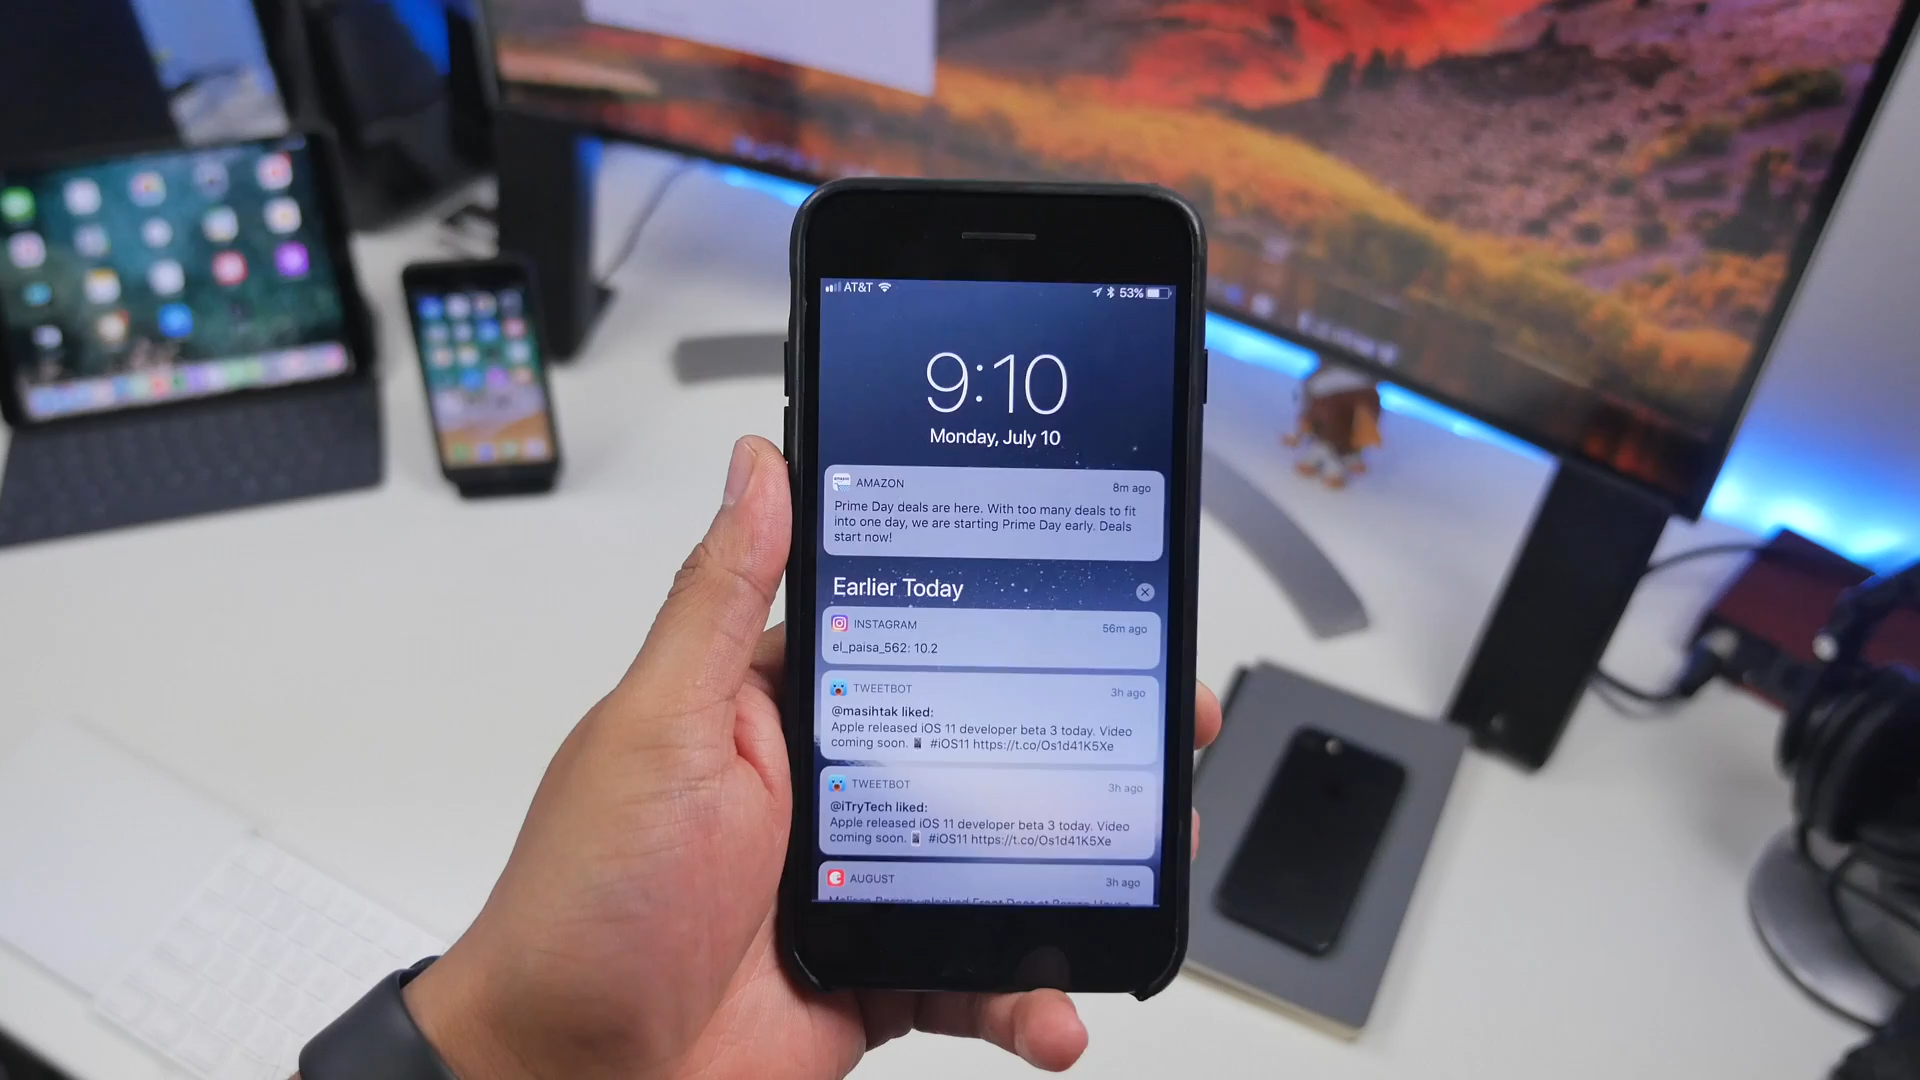 AT&T 53%
9:10
Monday, July 10
AMAZON 8m ago
Prime Day deals are here. With too many deals to fit
into one day, we are starting Prime Day early. Deals
start now!
Earlier Today
INSTAGRAM 56m ago
el_paisa_562: 10.2
TWEETBOT 3h ago
@masihtak liked:
Apple released iOS 11 developer beta 3 today. Video
coming soon. 📱 #iOS11 https://t.co/Os1d41K5Xe
TWEETBOT 3h ago
@iTryTech liked:
Apple released iOS 11 developer beta 3 today. Video
coming soon. 📱 #iOS11 https://t.co/Os1d41K5Xe
AUGUST 3h ago
unlocked Front Door at